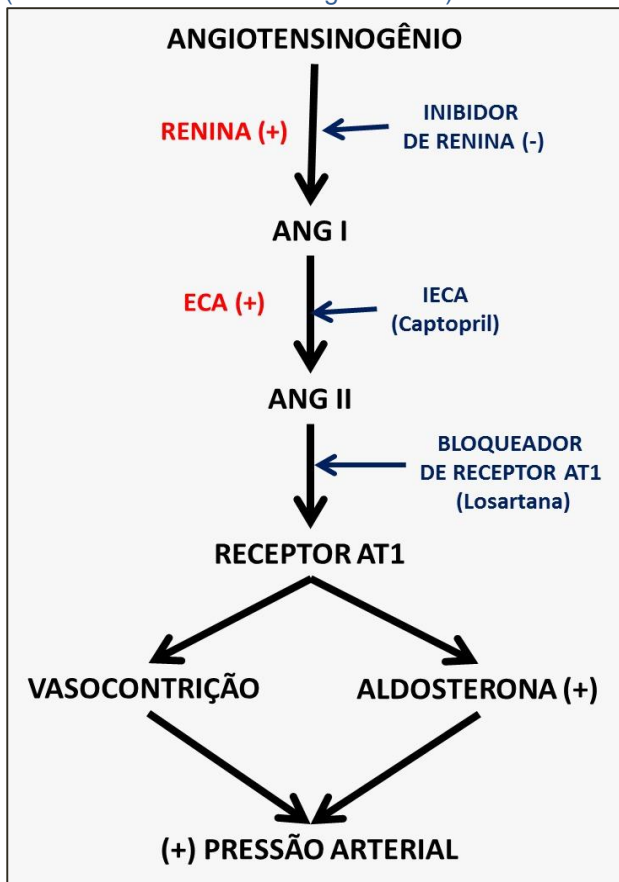 ANGIOTENSINOGÊNIO
RENINA (+)
INIBIDOR
DE RENINA (-)
ANG I
ECA (+)
IECA
(Captopril)
ANG II
BLOQUEADOR
DE RECEPTOR AT1
(Losartana)
RECEPTOR AT1
VASOCONTRIÇÃO
ALDOSTERONA (+)
(+) PRESSÃO ARTERIAL